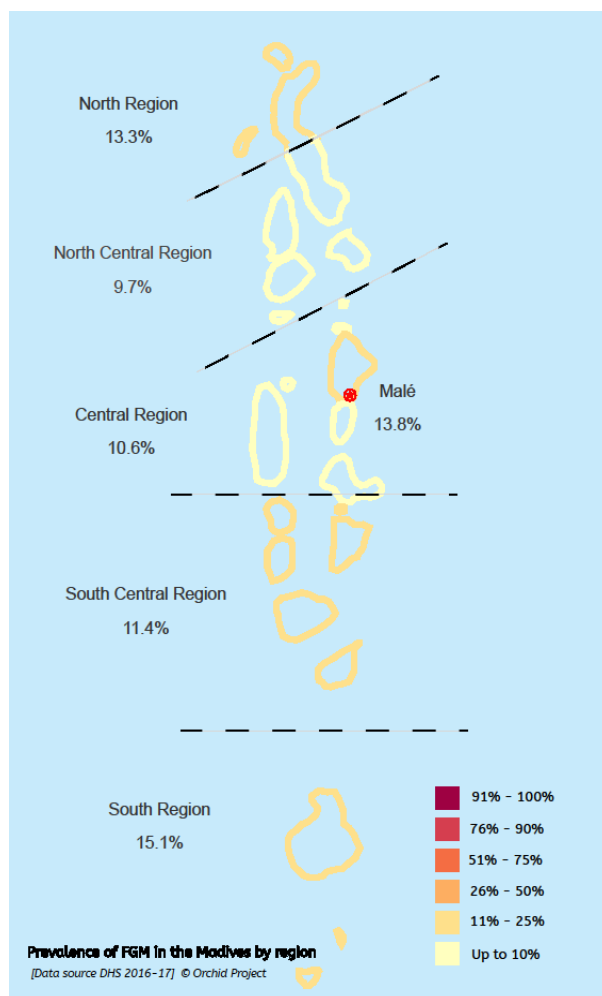 North Region
13.3%
North Central Region
9.7%
Malé
13.8%
Central Region
10.6%
South Central Region
11.4%
South Region
15.1%
91% - 100%
76% - 90%
51% - 75%
26% - 50%
11% - 25%
Up to 10%
Prevalence of FGM in the Madives by region
[Data source DHS 2016-17] © Orchid Project